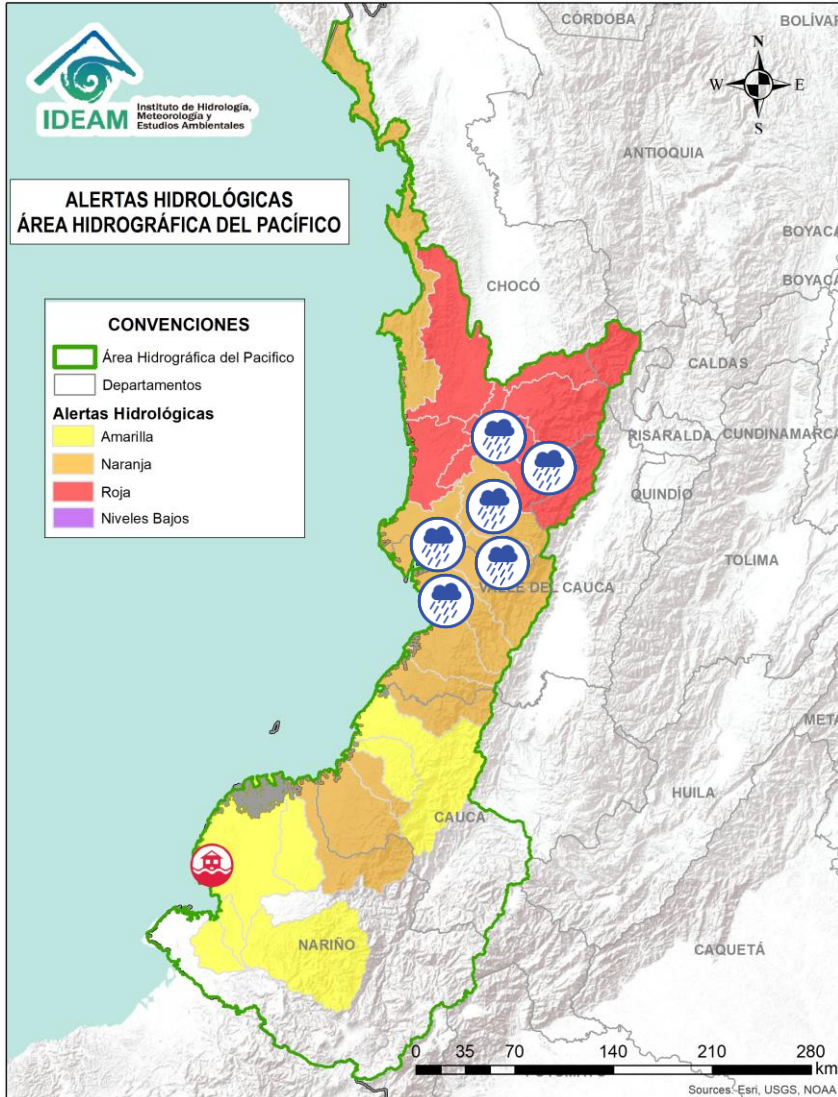 CÓRDOBA
BOLÍVAR
N
W E
S
IDEAM
Instituto de Hidrología,
Meteorología y
Estudios Ambientales
ANTIOQUIA
ALERTAS HIDROLÓGICAS
ÁREA HIDROGRÁFICA DEL PACÍFICO
BOYACÁ
BOYACÁ
CHOCÓ
CONVENCIONES
Área Hidrográfica del Pacifico
Departamentos
Alertas Hidrológicas
Amarilla
Naranja
Roja
Niveles Bajos
CALDAS
RISARALDA
CUNDINAMARCA
QUINDÍO
TOLIMA
VALLE DEL CAUCA
META
HUILA
CAUCA
NARIÑO
CAQUETÁ
0 35 70 140 210 280
km
Sources: Esri, USGS, NOAA